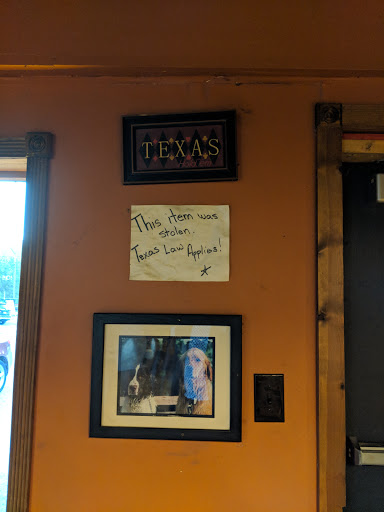 TEXAS
This item was
stolen.
Texas Law Applies!